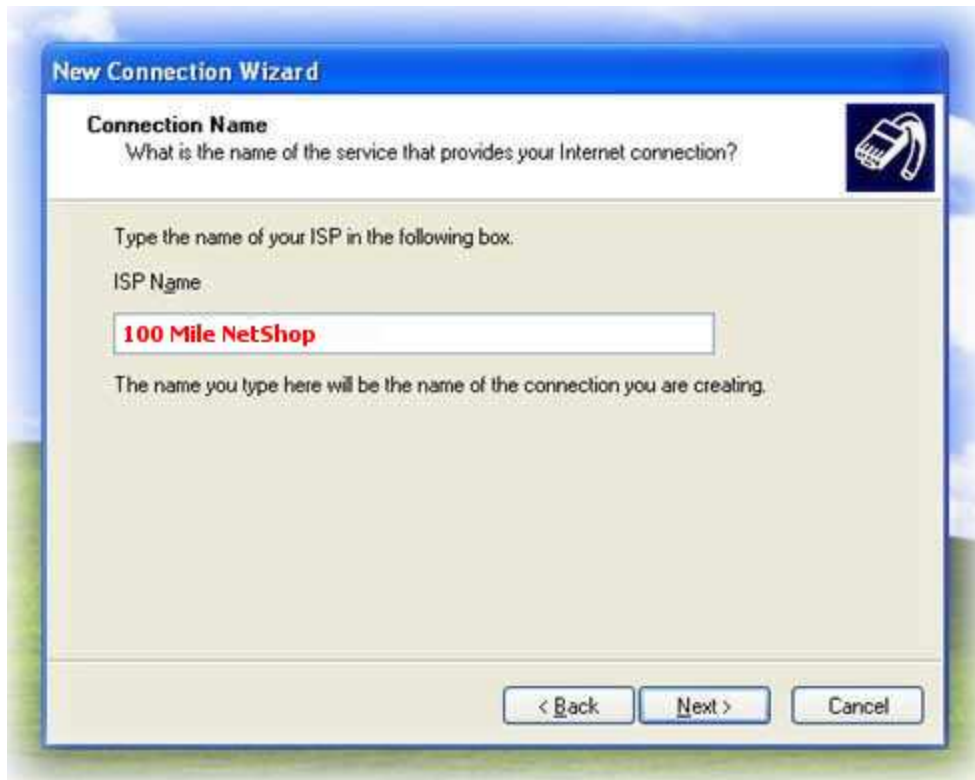 New Connection Wizard
Connection Name
What is the name of the service that provides your Internet connection?
Type the name of your ISP in the following box.
ISP Name
100 Mile NetShop
The name you type here will be the name of the connection you are creating.
< Back Next > Cancel